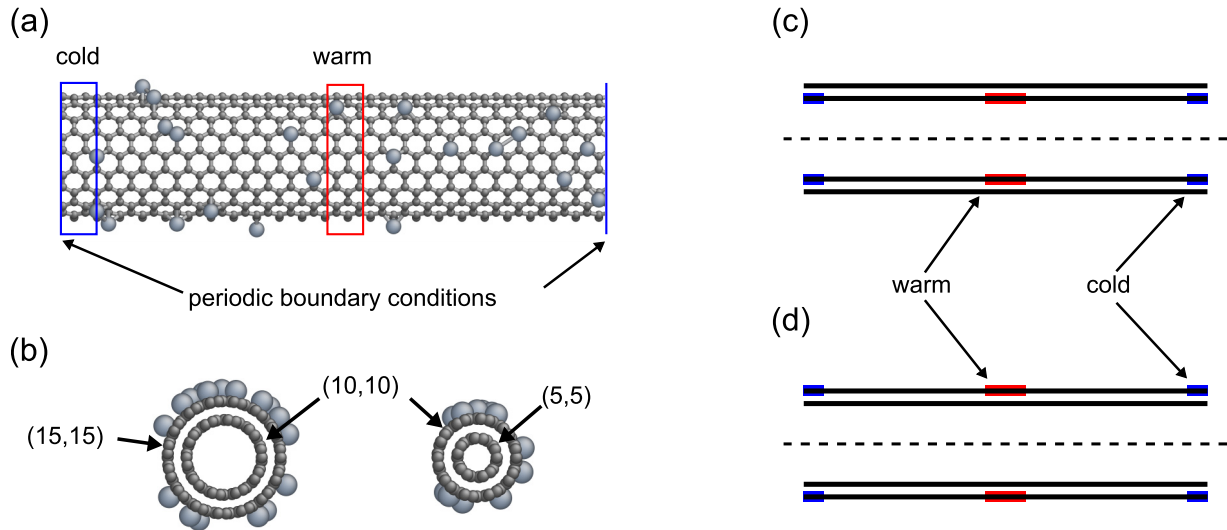 (a)
cold
warm
periodic boundary conditions
(b)
(15,15)
(10,10)
(5,5)
(c)
warm
cold
(d)